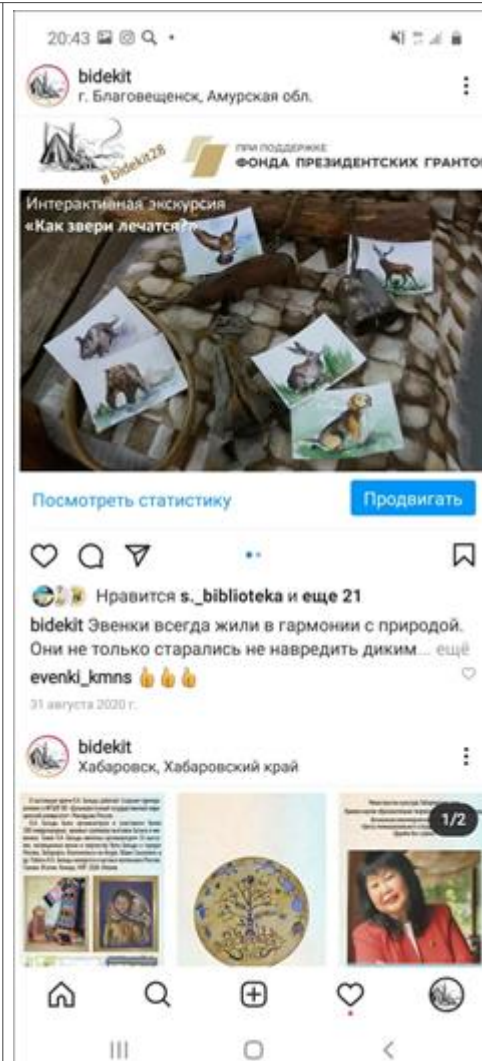 20:43
bidekit
г. Благовещенск, Амурская обл.
# bidekit28
ПРИ ПОДДЕРЖКЕ
ФОНДА ПРЕЗИДЕНТСКИХ ГРАНТОВ
Интерактивная экскурсия
«Как звери лечатся?»
Посмотреть статистику
Продвигать
Нравится s._biblioteka и еще 21
bidekit Эвенки всегда жили в гармонии с природой.
Они не только старались не навредить диким... ещё
evenki_kmns 👍👍👍
31 августа 2020 г.
bidekit
Хабаровск, Хабаровский край
1/2